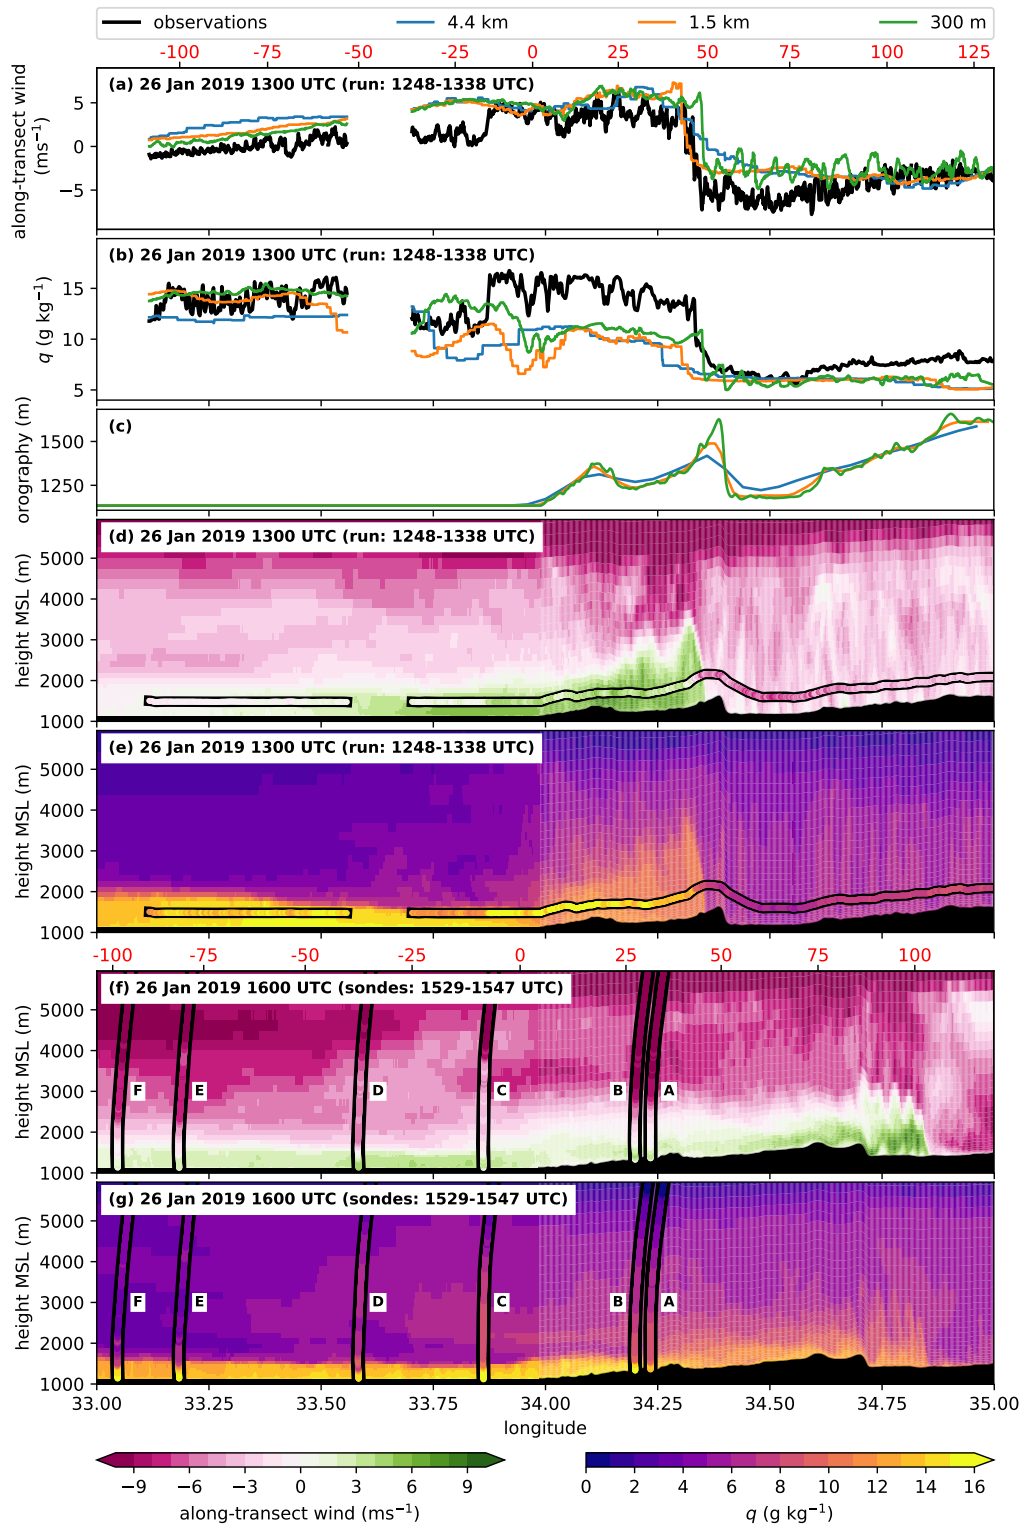 observations 4.4 km 1.5 km 300 m
-100 -75 -50 -25 0 25 50 75 100 125
(a) 26 Jan 2019 1300 UTC (run: 1248-1338 UTC)
along-transect wind
(ms⁻¹)
5
0
−5
(b) 26 Jan 2019 1300 UTC (run: 1248-1338 UTC)
q (g kg⁻¹)
15
10
5
(c)
orography (m)
1500
1250
(d) 26 Jan 2019 1300 UTC (run: 1248-1338 UTC)
height MSL (m)
5000
4000
3000
2000
1000
(e) 26 Jan 2019 1300 UTC (run: 1248-1338 UTC)
height MSL (m)
5000
4000
3000
2000
1000
-100 -75 -50 -25 0 25 50 75 100
(f) 26 Jan 2019 1600 UTC (sondes: 1529-1547 UTC)
height MSL (m)
5000
4000
3000
2000
1000
F E D C B A
(g) 26 Jan 2019 1600 UTC (sondes: 1529-1547 UTC)
height MSL (m)
5000
4000
3000
2000
1000
F E D C B A
33.00 33.25 33.50 33.75 34.00 34.25 34.50 34.75 35.00
longitude
−9 −6 −3 0 3 6 9
along-transect wind (ms⁻¹)
0 2 4 6 8 10 12 14 16
q (g kg⁻¹)